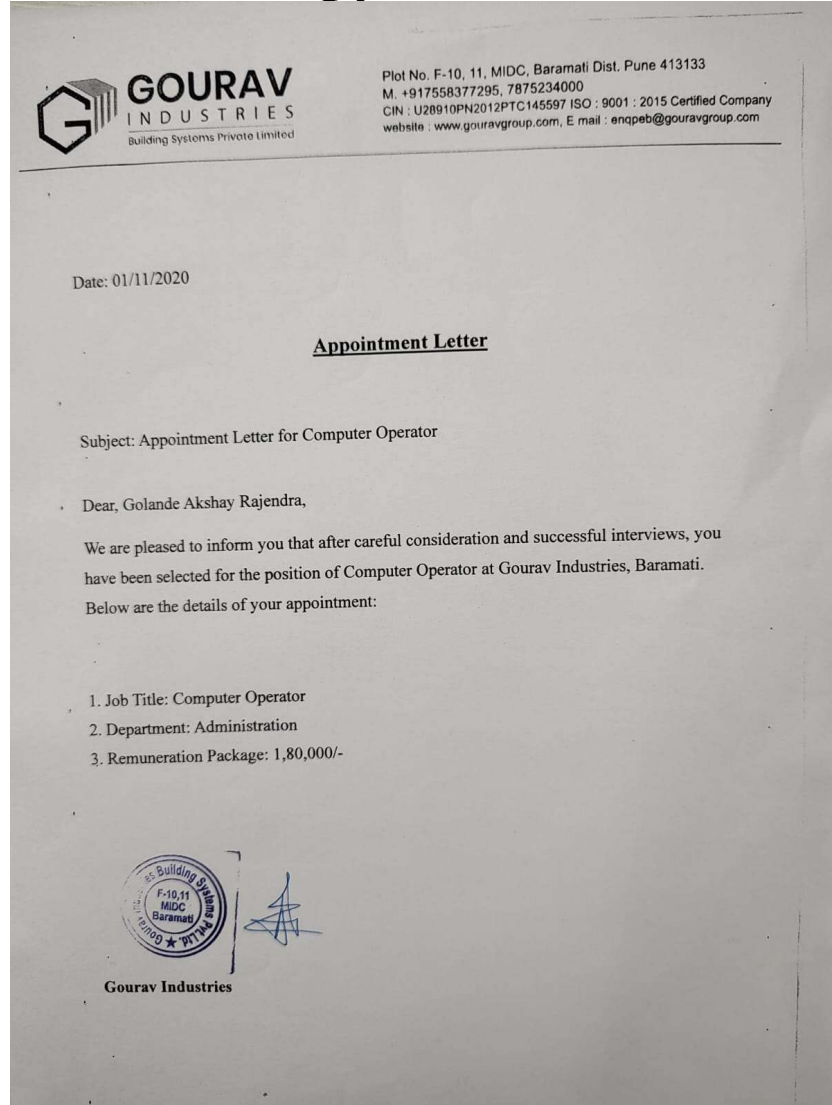 GOURAV
INDUSTRIES
Building Systems Private Limited
Plot No. F-10, 11, MIDC, Baramati Dist. Pune 413133
M. +917558377295, 7875234000
CIN : U28910PN2012PTC145597 ISO : 9001 : 2015 Certified Company
website : www.gouravgroup.com, E mail : enqpeb@gouravgroup.com
Date: 01/11/2020
Appointment Letter
Subject: Appointment Letter for Computer Operator
Dear, Golande Akshay Rajendra,
We are pleased to inform you that after careful consideration and successful interviews, you
have been selected for the position of Computer Operator at Gourav Industries, Baramati.
Below are the details of your appointment:
1. Job Title: Computer Operator
2. Department: Administration
3. Remuneration Package: 1,80,000/-
Gourav Building Systems Pvt.Ltd.
F-10,11
MIDC
Baramati
Gourav Industries